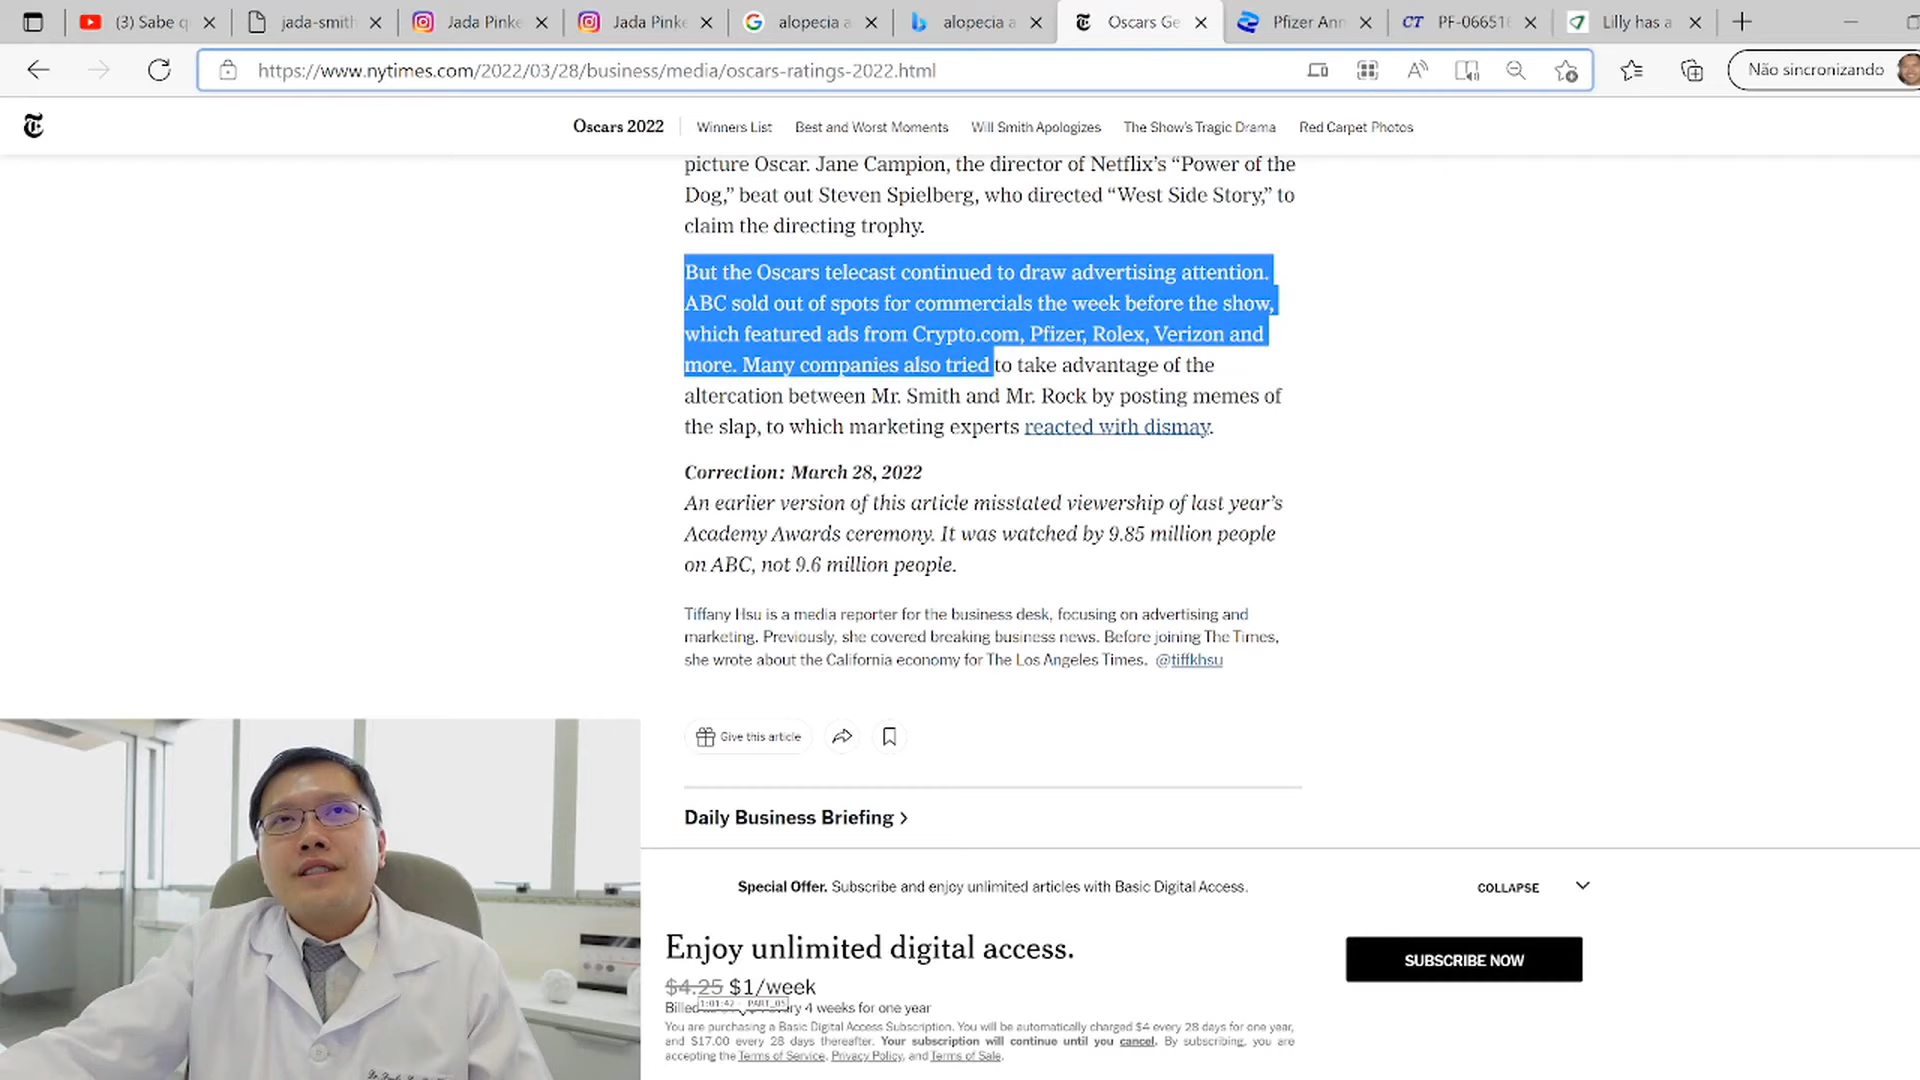 (3) Sabe q
jada-smith
Jada Pinke
Jada Pinke
alopecia a
alopecia a
Oscars Ge
Pfizer Ann
CT
PF-066516
Lilly has a
https://www.nytimes.com/2022/03/28/business/media/oscars-ratings-2022.html
Não sincronizando
Oscars 2022
Winners List
Best and Worst Moments
Will Smith Apologizes
The Show's Tragic Drama
Red Carpet Photos
picture Oscar. Jane Campion, the director of Netflix's “Power of the
Dog,” beat out Steven Spielberg, who directed “West Side Story,” to
claim the directing trophy.
But the Oscars telecast continued to draw advertising attention.
ABC sold out of spots for commercials the week before the show,
which featured ads from Crypto.com, Pfizer, Rolex, Verizon and
more. Many companies also tried to take advantage of the
altercation between Mr. Smith and Mr. Rock by posting memes of
the slap, to which marketing experts reacted with dismay.
Correction: March 28, 2022
An earlier version of this article misstated viewership of last year's
Academy Awards ceremony. It was watched by 9.85 million people
on ABC, not 9.6 million people.
Tiffany Hsu is a media reporter for the business desk, focusing on advertising and
marketing. Previously, she covered breaking business news. Before joining The Times,
she wrote about the California economy for The Los Angeles Times. @tiffkhsu
Give this article
Daily Business Briefing >
Special Offer. Subscribe and enjoy unlimited articles with Basic Digital Access.
COLLAPSE
Enjoy unlimited digital access.
$4.25 $1/week
SUBSCRIBE NOW
1:01:42 - PART_05
Billed ry 4 weeks for one year
You are purchasing a Basic Digital Access Subscription. You will be automatically charged $4 every 28 days for one year,
and $17.00 every 28 days thereafter. Your subscription will continue until you cancel. By subscribing, you are
accepting the Terms of Service, Privacy Policy, and Terms of Sale.